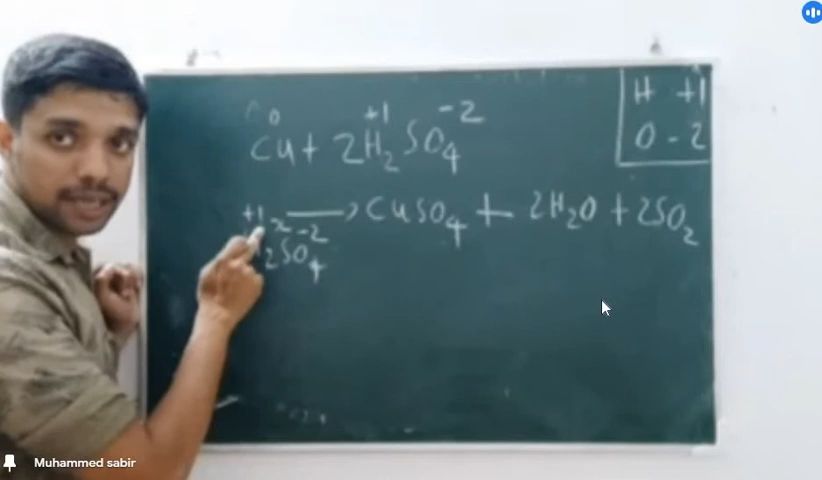 0 +1 -2
Cu + 2H₂SO₄
H +1
O -2
→ CuSO₄ + 2H₂O + 2SO₂
+1 x -2
H₂SO₄
Muhammed sabir